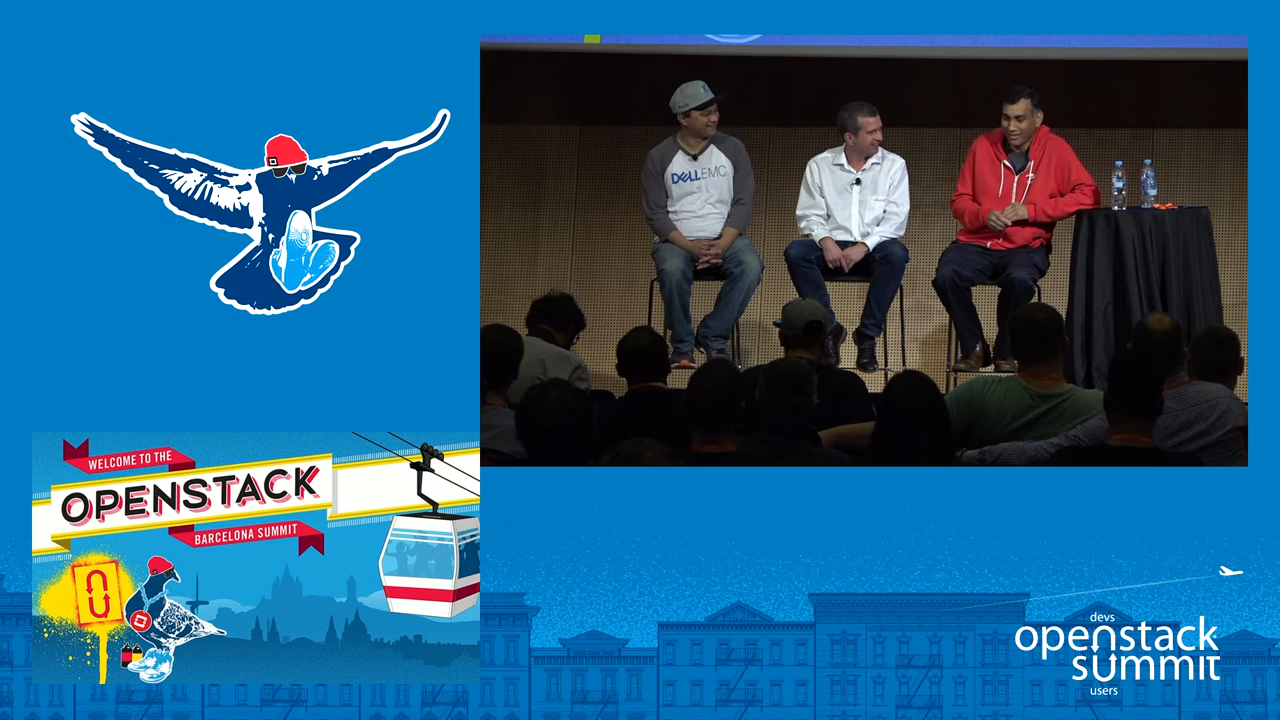 DELLEMC
WELCOME TO THE
OPENSTACK
BARCELONA SUMMIT
devs
openstack
summit
users